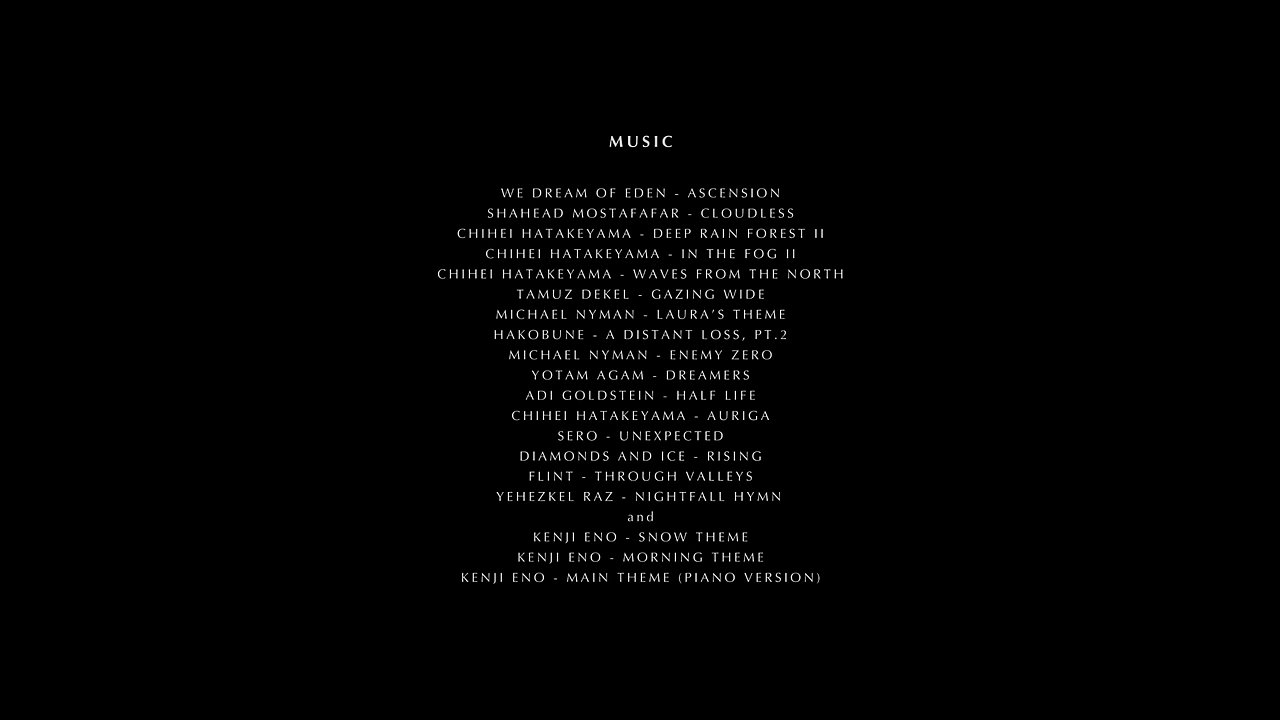 MUSIC
WE DREAM OF EDEN - ASCENSION
SHAHEAD MOSTAFAFAR - CLOUDLESS
CHIHEI HATAKEYAMA - DEEP RAIN FOREST II
CHIHEI HATAKEYAMA - IN THE FOG II
CHIHEI HATAKEYAMA - WAVES FROM THE NORTH
TAMUZ DEKEL - GAZING WIDE
MICHAEL NYMAN - LAURA’S THEME
HAKOBUNE - A DISTANT LOSS, PT.2
MICHAEL NYMAN - ENEMY ZERO
YOTAM AGAM - DREAMERS
ADI GOLDSTEIN - HALF LIFE
CHIHEI HATAKEYAMA - AURIGA
SERO - UNEXPECTED
DIAMONDS AND ICE - RISING
FLINT - THROUGH VALLEYS
YEHEZKEL RAZ - NIGHTFALL HYMN
and
KENJI ENO - SNOW THEME
KENJI ENO - MORNING THEME
KENJI ENO - MAIN THEME (PIANO VERSION)